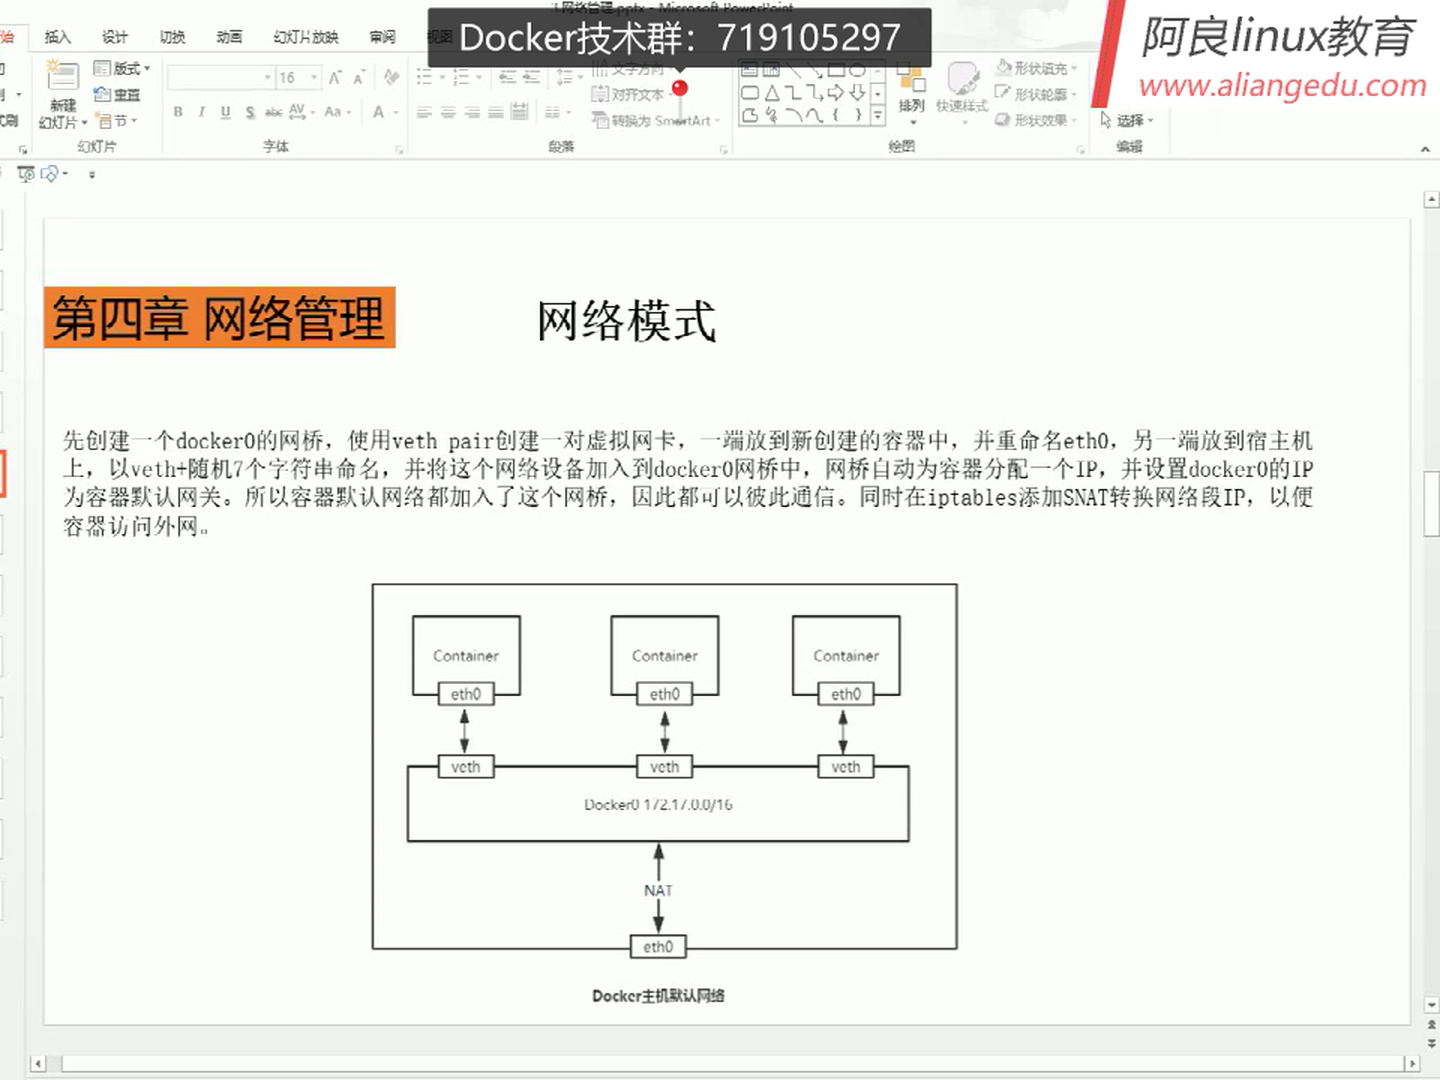 Docker技术群：719105297
阿良linux教育
www.aliangedu.com
插入 设计 切换 动画 幻灯片放映 审阅 视图
版式
重置
节
新建
幻灯片
16
B I U S abc AV Aa A
文字方向
对齐文本
转换为 SmartArt
排列 快速样式
形状填充
形状轮廓
形状效果
选择
幻灯片 字体 段落 绘图 编辑
第四章 网络管理
网络模式
先创建一个docker0的网桥，使用veth pair创建一对虚拟网卡，一端放到新创建的容器中，并重命名eth0，另一端放到宿主机
上，以veth+随机7个字符串命名，并将这个网络设备加入到docker0网桥中，网桥自动为容器分配一个IP，并设置docker0的IP
为容器默认网关。所以容器默认网络都加入了这个网桥，因此都可以彼此通信。同时在iptables添加SNAT转换网络段IP，以便
容器访问外网。
Container Container Container
eth0 eth0 eth0
veth veth veth
Docker0 172.17.0.0/16
NAT
eth0
Docker主机默认网络